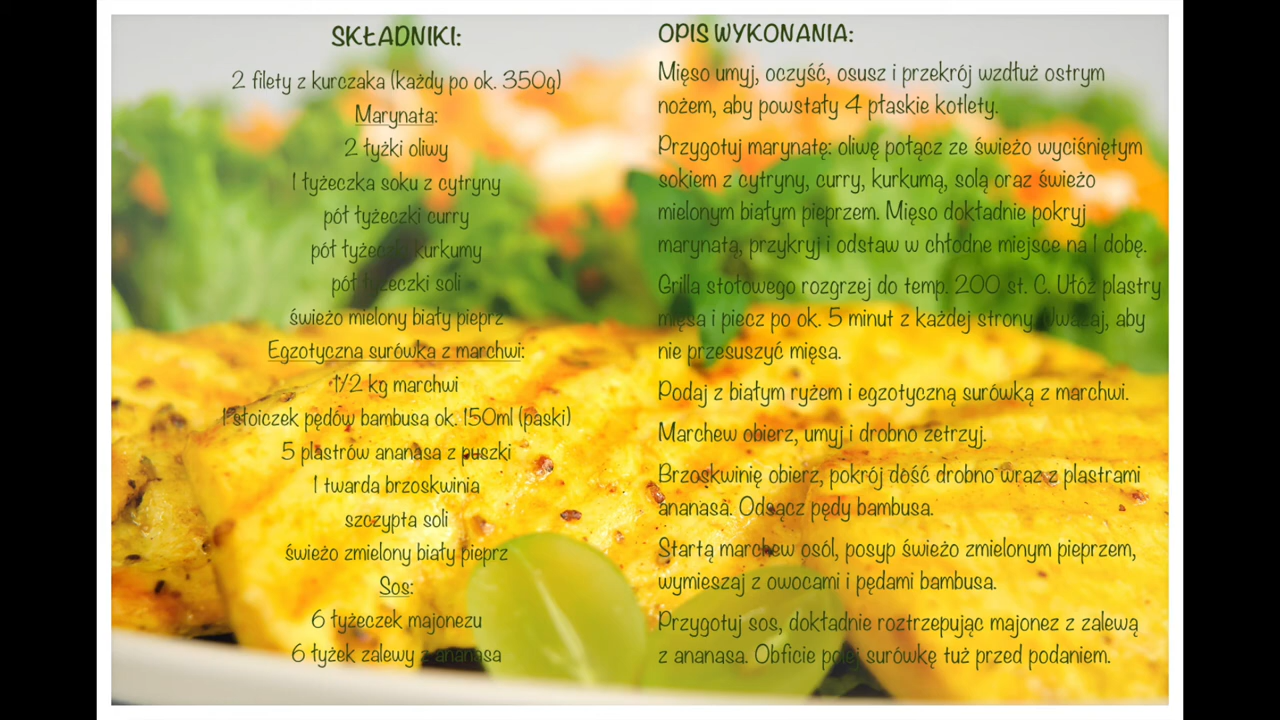 SKŁADNIKI:
2 filety z kurczaka (każdy po ok. 350g)
Marynata:
2 łyżki oliwy
1 łyżeczka soku z cytryny
pół łyżeczki curry
pół łyżeczki kurkumy
pół łyżeczki soli
świeżo mielony biały pieprz
Egzotyczna surówka z marchwi:
1/2 kg marchwi
1 słoiczek pędów bambusa ok. 150ml (paski)
5 plastrów ananasa z puszki
1 twarda brzoskwinia
szczypta soli
świeżo zmielony biały pieprz
Sos:
6 łyżeczek majonezu
6 łyżek zalewy z ananasa
OPIS WYKONANIA:
Mięso umyj, oczyść, osusz i przekrój wzdłuż ostrym
nożem, aby powstały 4 płaskie kotlety.
Przygotuj marynatę: oliwę połącz ze świeżo wyciśniętym
sokiem z cytryny, curry, kurkumą, solą oraz świeżo
mielonym białym pieprzem. Mięso dokładnie pokryj
marynatą, przykryj i odstaw w chłodne miejsce na 1 dobę.
Grilla stołowego rozgrzej do temp. 200 st. C. Ułóż plastry
mięsa i piecz po ok. 5 minut z każdej strony. Uważaj, aby
nie przesuszyć mięsa.
Podaj z białym ryżem i egzotyczną surówką z marchwi.
Marchew obierz, umyj i drobno zetrzyj.
Brzoskwinię obierz, pokrój dość drobno wraz z plastrami
ananasa. Odsącz pędy bambusa.
Startą marchew osól, posyp świeżo zmielonym pieprzem,
wymieszaj z owocami i pędami bambusa.
Przygotuj sos, dokładnie roztrzepując majonez z zalewą
z ananasa. Obficie polej surówkę tuż przed podaniem.